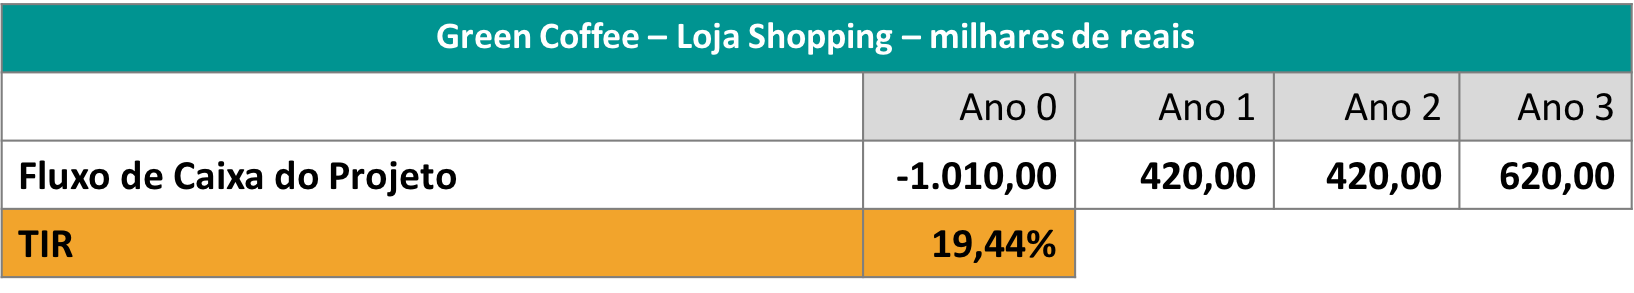 Green Coffee – Loja Shopping – milhares de reais
Ano 0 Ano 1 Ano 2 Ano 3
Fluxo de Caixa do Projeto -1.010,00 420,00 420,00 620,00
TIR 19,44%